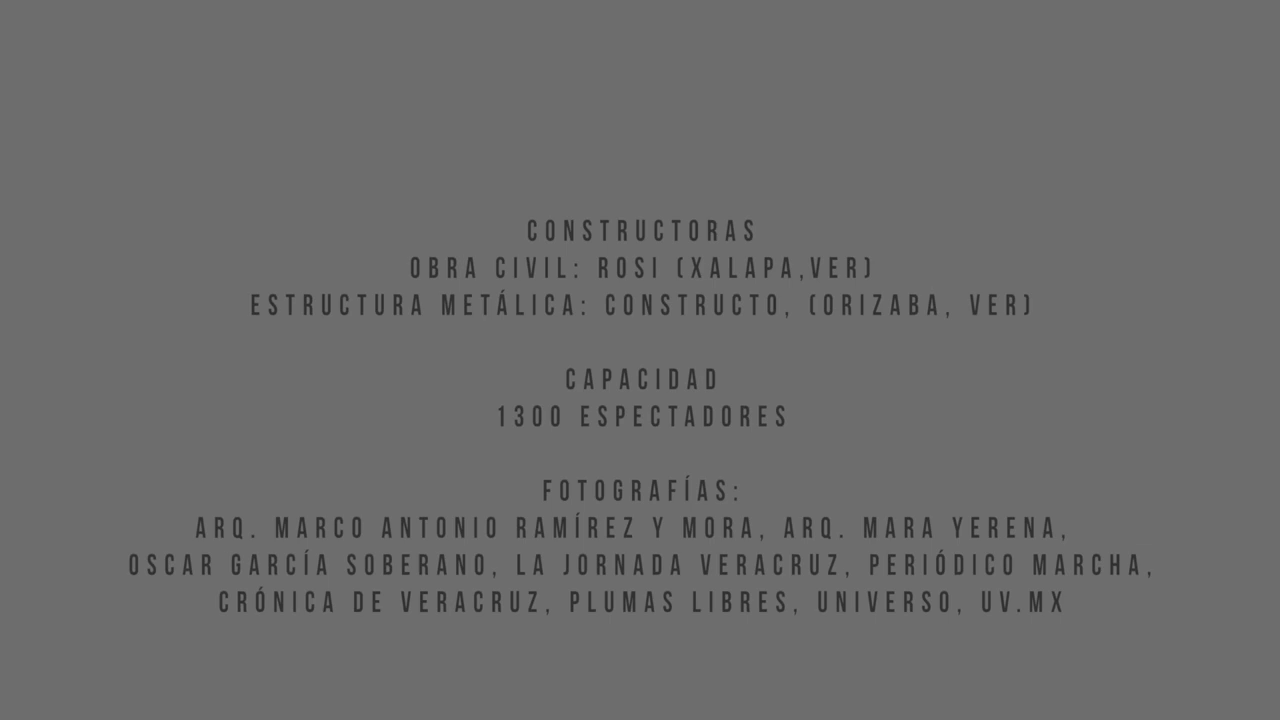 CONSTRUCTORAS
OBRA CIVIL: ROSI (XALAPA,VER)
ESTRUCTURA METÁLICA: CONSTRUCTO, (ORIZABA, VER)
CAPACIDAD
1300 ESPECTADORES
FOTOGRAFÍAS:
ARQ. MARCO ANTONIO RAMÍREZ Y MORA, ARQ. MARA YERENA,
OSCAR GARCÍA SOBERANO, LA JORNADA VERACRUZ, PERIÓDICO MARCHA,
CRÓNICA DE VERACRUZ, PLUMAS LIBRES, UNIVERSO, UV.MX